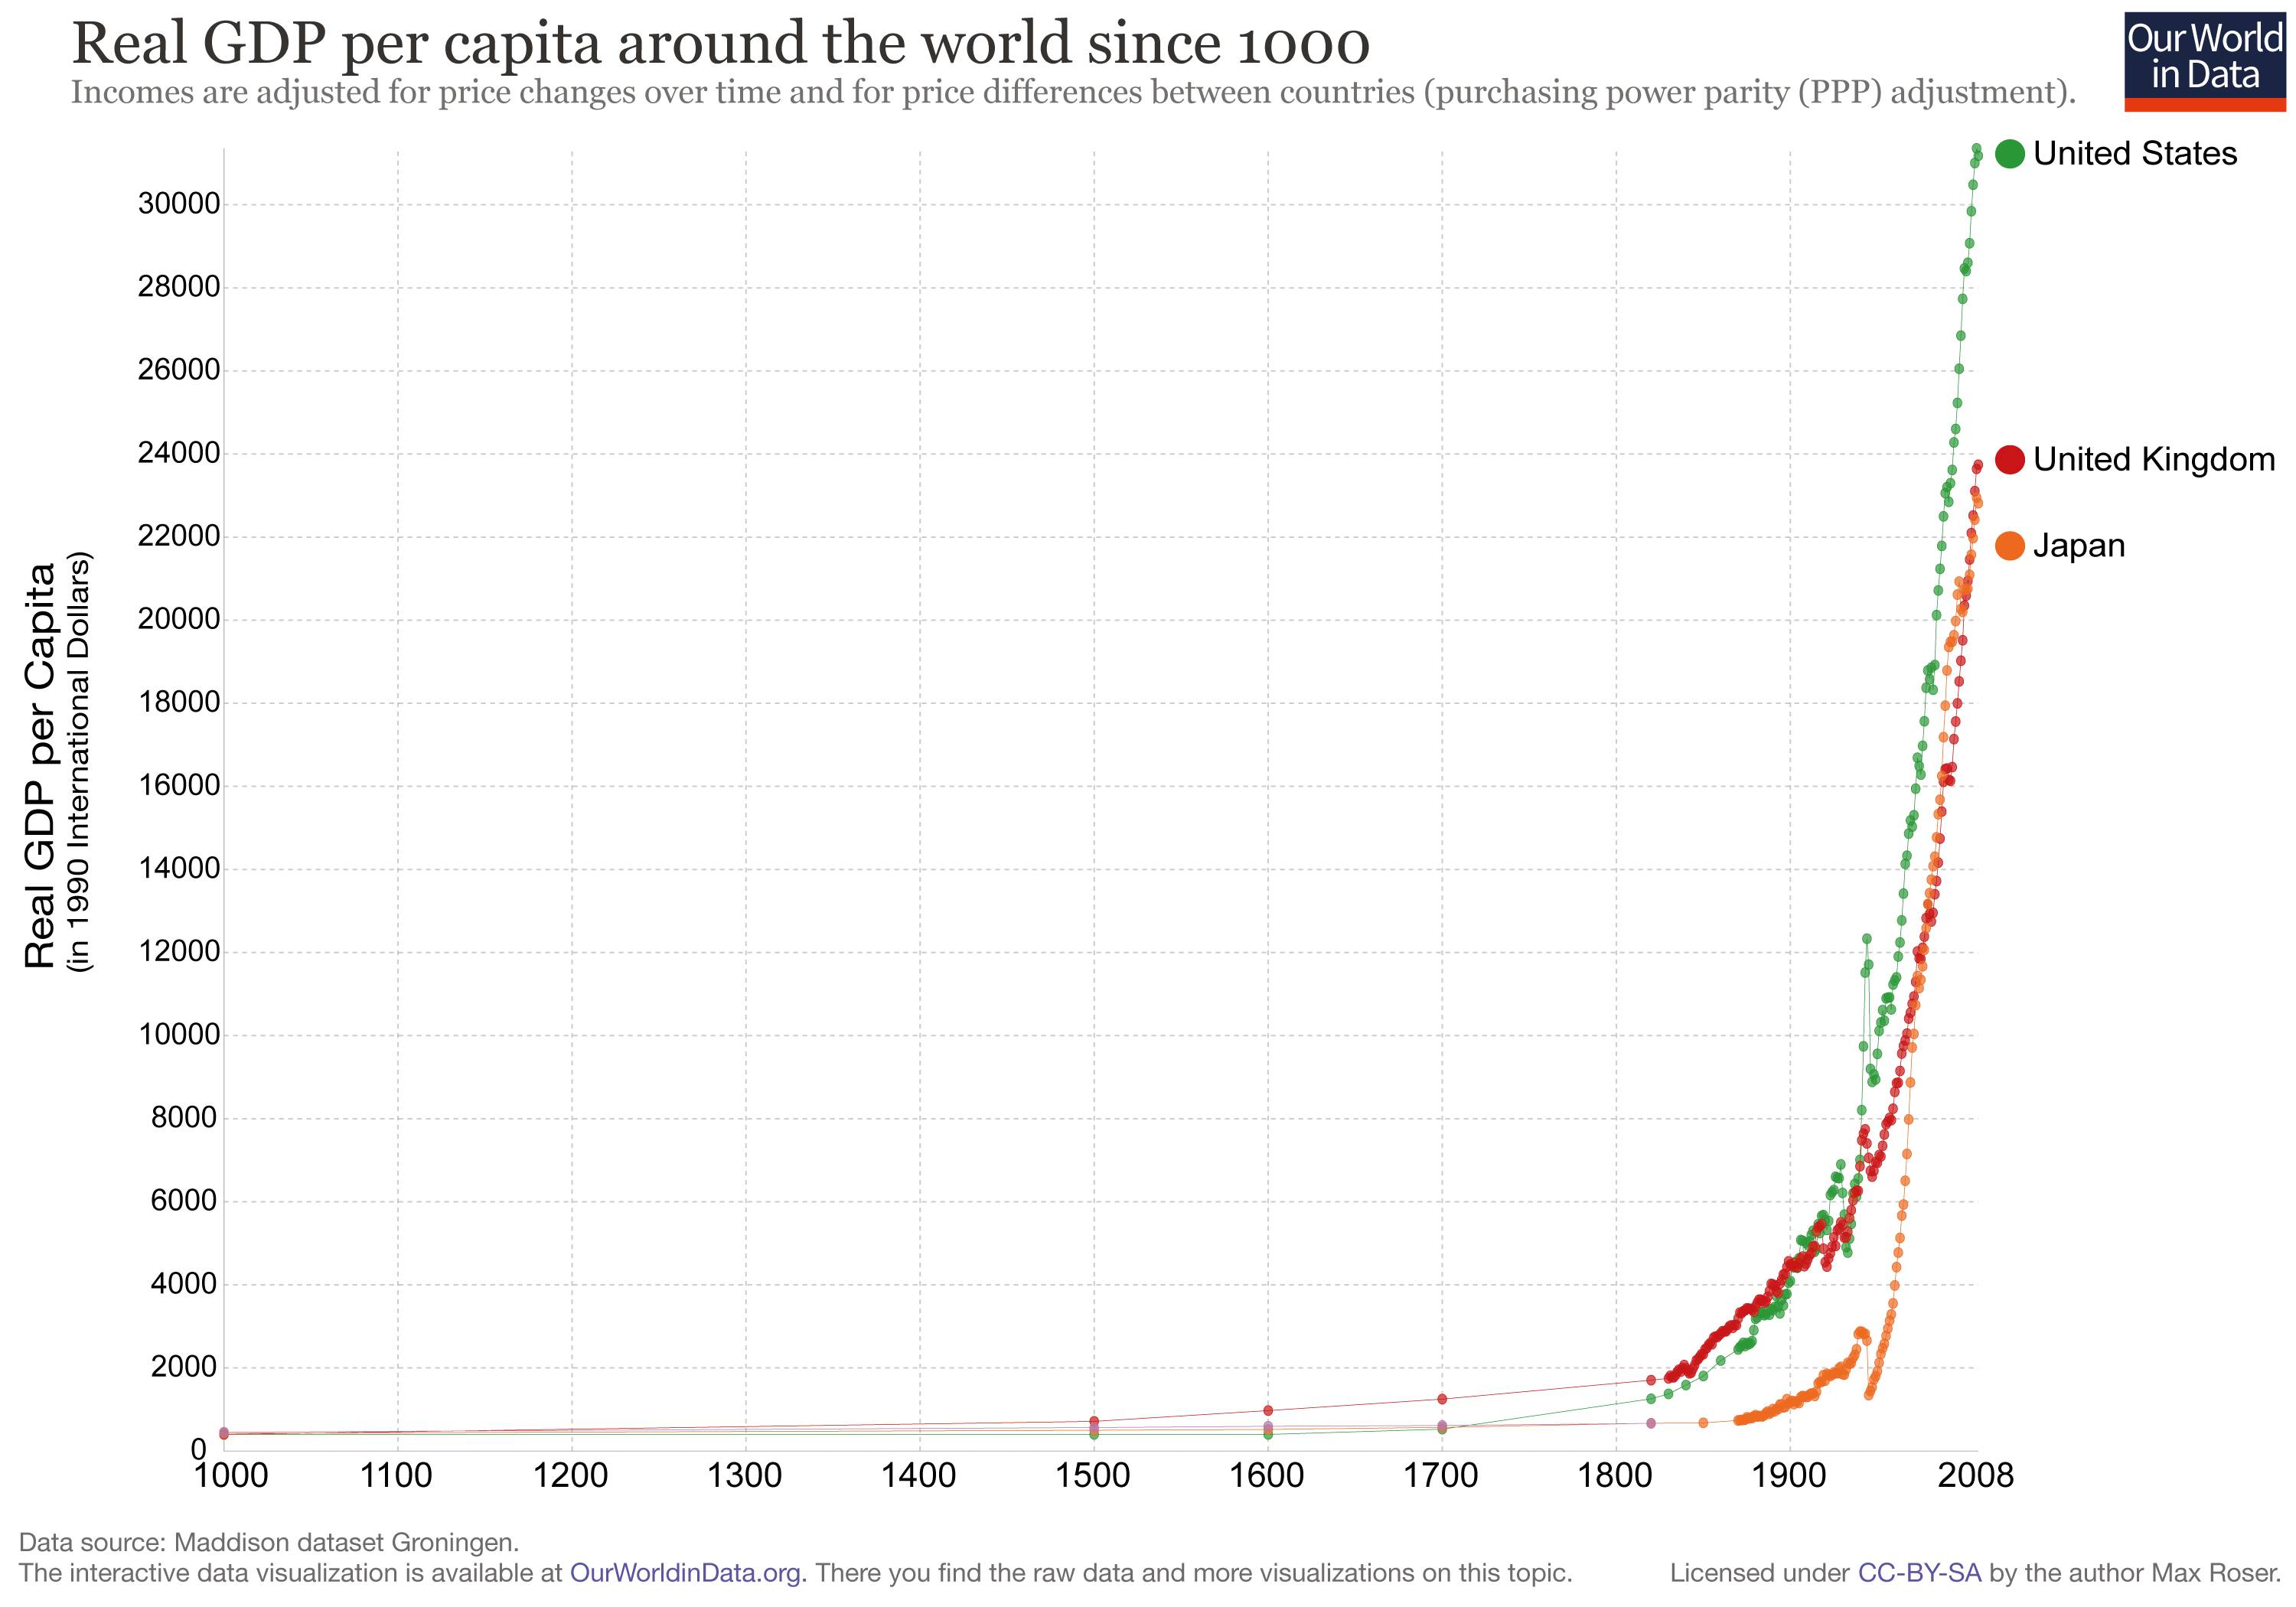 Real GDP per capita around the world since 1000
Incomes are adjusted for price changes over time and for price differences between countries (purchasing power parity (PPP) adjustment).
Our World
in Data
Real GDP per Capita
(in 1990 International Dollars)
30000
28000
26000
24000
22000
20000
18000
16000
14000
12000
10000
8000
6000
4000
2000
0
1000 1100 1200 1300 1400 1500 1600 1700 1800 1900 2008
United States
United Kingdom
Japan
Data source: Maddison dataset Groningen.
The interactive data visualization is available at OurWorldinData.org. There you find the raw data and more visualizations on this topic.
Licensed under CC-BY-SA by the author Max Roser.